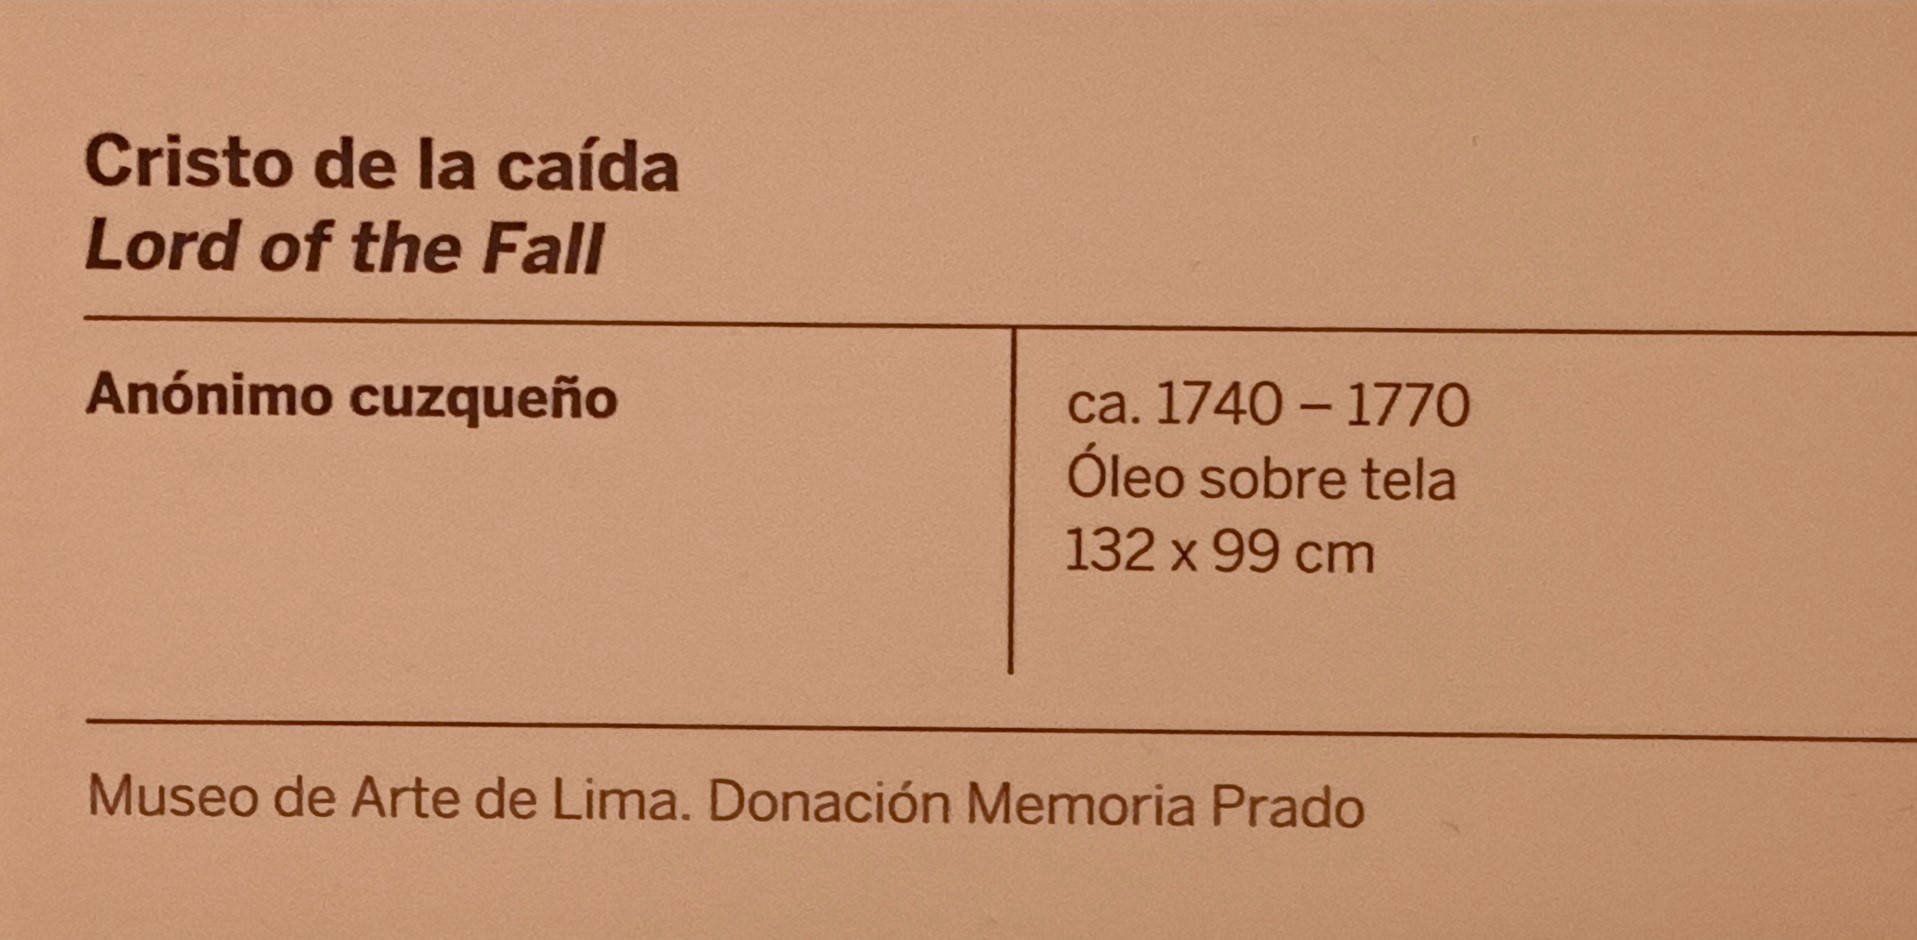 Cristo de la caída
Lord of the Fall
Anónimo cuzqueño
ca. 1740 – 1770
Óleo sobre tela
132 x 99 cm
Museo de Arte de Lima. Donación Memoria Prado